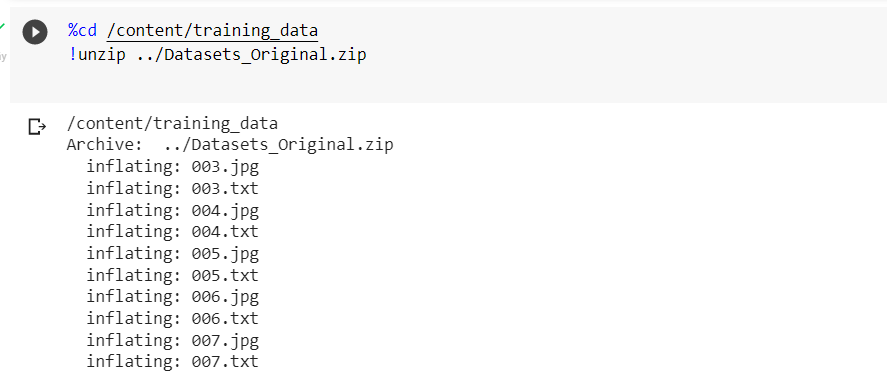 %cd /content/training_data
!unzip ../Datasets_Original.zip
/content/training_data
Archive:  ../Datasets_Original.zip
  inflating: 003.jpg
  inflating: 003.txt
  inflating: 004.jpg
  inflating: 004.txt
  inflating: 005.jpg
  inflating: 005.txt
  inflating: 006.jpg
  inflating: 006.txt
  inflating: 007.jpg
  inflating: 007.txt